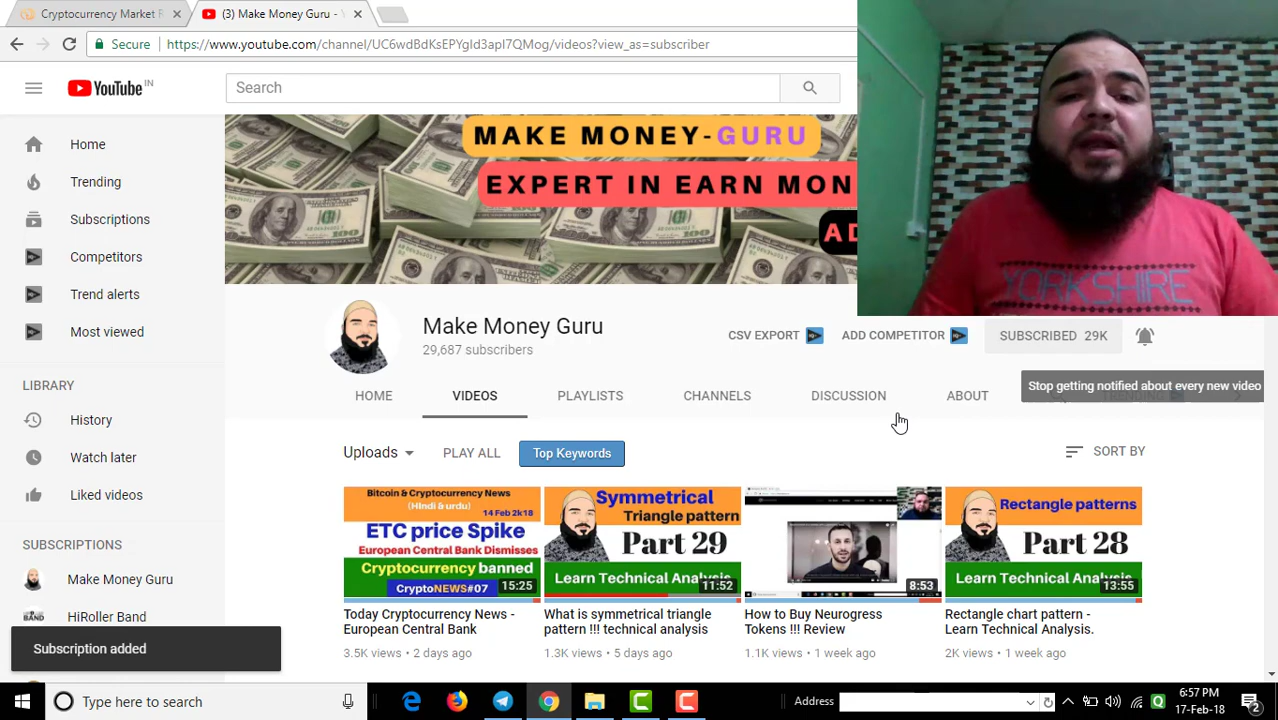 Cryptocurrency Market R
(3) Make Money Guru -
Secure
https://www.youtube.com/channel/UC6wdBdKsEPYgId3apI7QMog/videos?view_as=subscriber
YouTube IN
Search
MAKE MONEY-GURU
EXPERT IN EARN MON
AD
YORKSHIRE
Home
Trending
Subscriptions
Competitors
Trend alerts
Most viewed
LIBRARY
History
Watch later
Liked videos
SUBSCRIPTIONS
Make Money Guru
HiRoller Band
Subscription added
Make Money Guru
29,687 subscribers
CSV EXPORT
ADD COMPETITOR
SUBSCRIBED 29K
Stop getting notified about every new video
HOME
VIDEOS
PLAYLISTS
CHANNELS
DISCUSSION
ABOUT
Uploads
PLAY ALL
Top Keywords
SORT BY
Bitcoin & Cryptocurrency News
(Hindi & urdu)
14 Feb 2k18
ETC price Spike
European Central Bank Dismisses
Cryptocurrency banned
CryptoNEWS#07
15:25
Today Cryptocurrency News -
European Central Bank
3.5K views • 2 days ago
Symmetrical
Triangle pattern
Part 29
Learn Technical Analysis
11:52
What is symmetrical triangle
pattern !!! technical analysis
1.3K views • 5 days ago
8:53
How to Buy Neurogress
Tokens !!! Review
1.1K views • 1 week ago
Rectangle patterns
Part 28
Learn Technical Analysis
13:55
Rectangle chart pattern -
Learn Technical Analysis.
2K views • 1 week ago
Type here to search
Address
6:57 PM
17-Feb-18
2